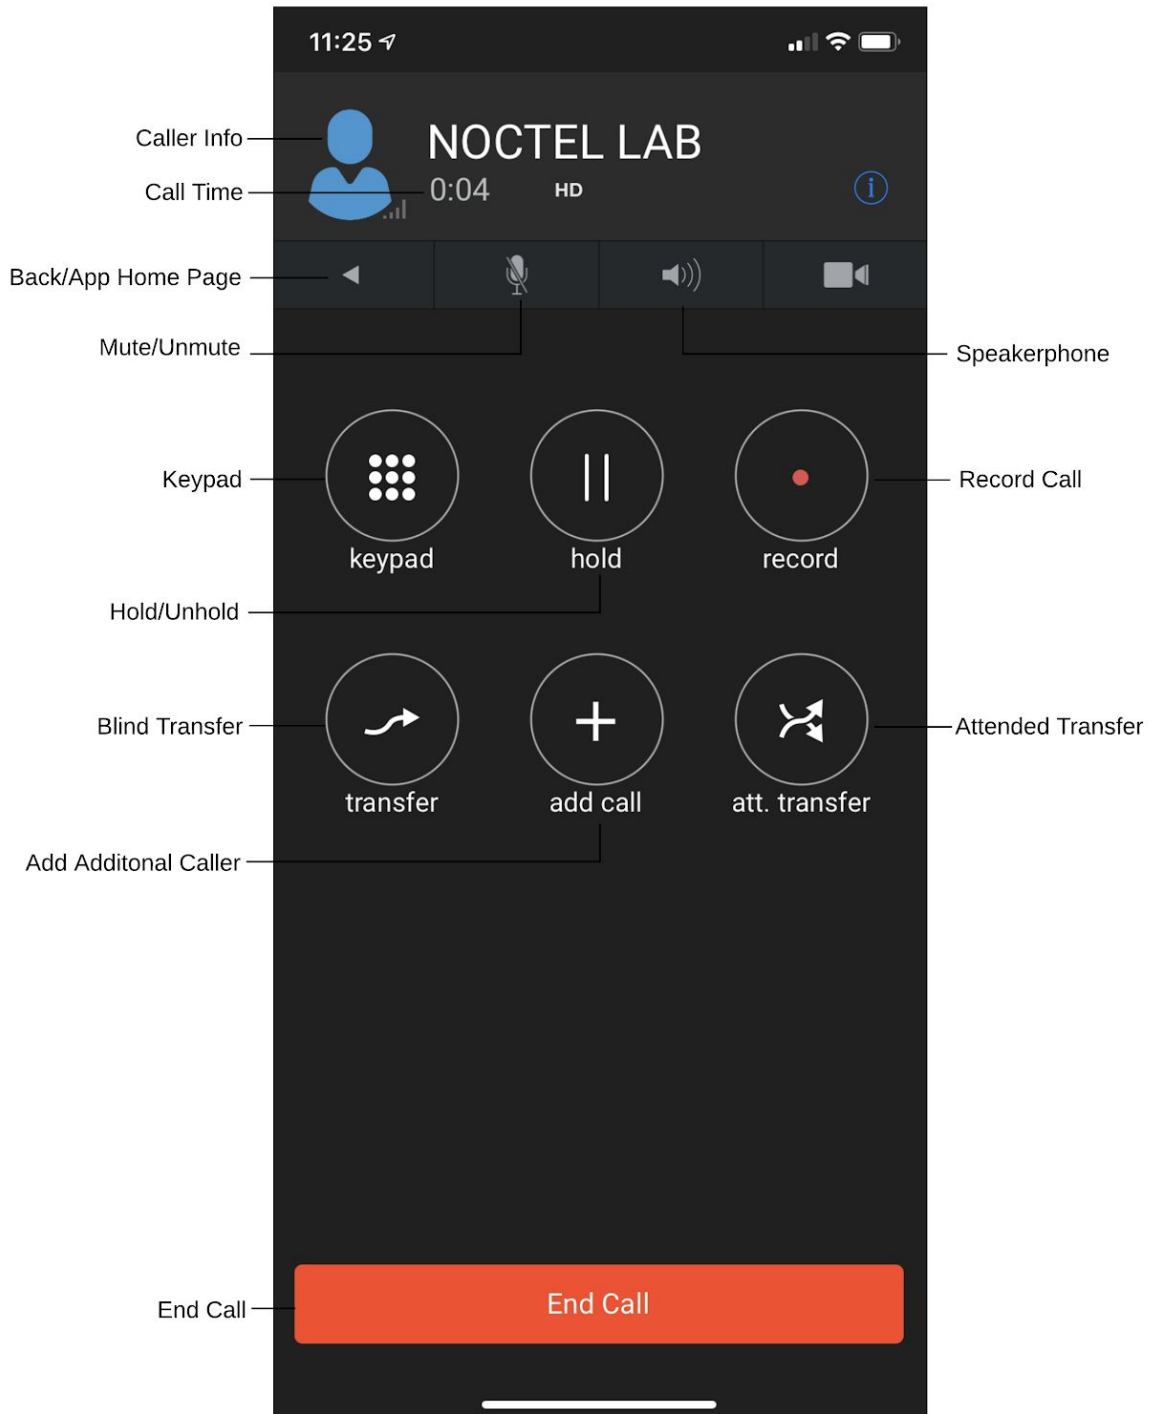 11:25
Caller Info
NOCTEL LAB
Call Time
0:04
HD
i
Back/App Home Page
Mute/Unmute
Speakerphone
Keypad
Record Call
keypad
hold
record
Hold/Unhold
Blind Transfer
Attended Transfer
transfer
add call
att. transfer
Add Additonal Caller
End Call
End Call